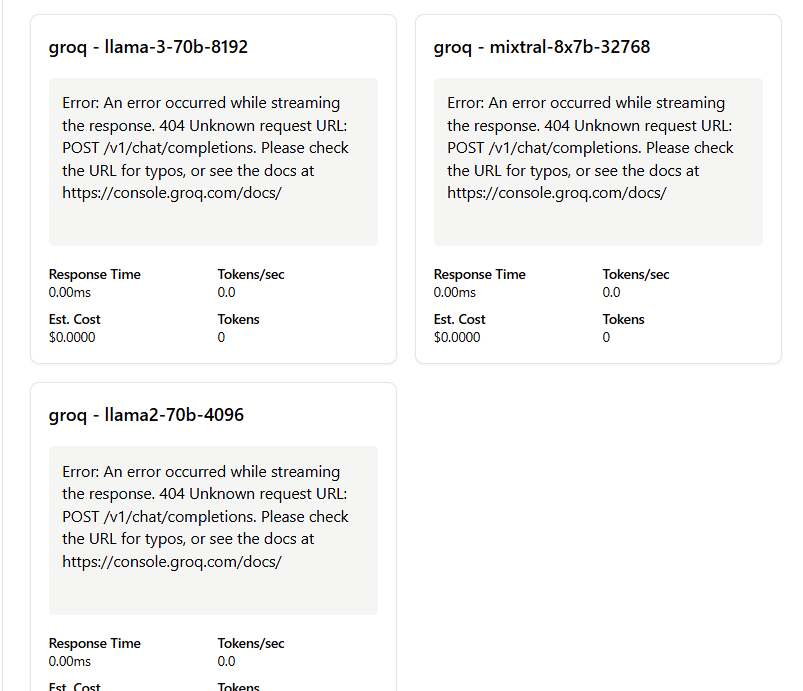 groq - llama-3-70b-8192
Error: An error occurred while streaming
the response. 404 Unknown request URL:
POST /v1/chat/completions. Please check
the URL for typos, or see the docs at
https://console.groq.com/docs/
Response Time
0.00ms
Tokens/sec
0.0
Est. Cost
$0.0000
Tokens
0
groq - mixtral-8x7b-32768
Error: An error occurred while streaming
the response. 404 Unknown request URL:
POST /v1/chat/completions. Please check
the URL for typos, or see the docs at
https://console.groq.com/docs/
Response Time
0.00ms
Tokens/sec
0.0
Est. Cost
$0.0000
Tokens
0
groq - llama2-70b-4096
Error: An error occurred while streaming
the response. 404 Unknown request URL:
POST /v1/chat/completions. Please check
the URL for typos, or see the docs at
https://console.groq.com/docs/
Response Time
0.00ms
Tokens/sec
0.0
Est. Cost
Tokens